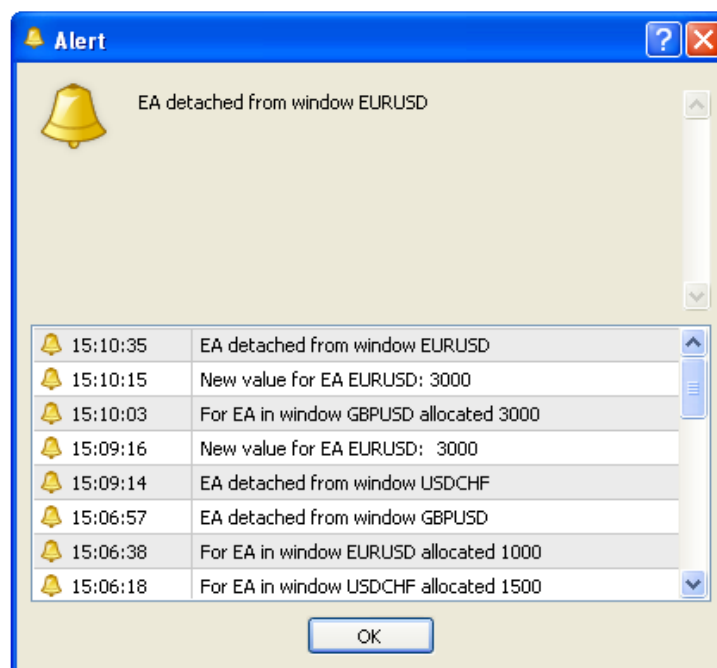 Alert
EA detached from window EURUSD
15:10:35 EA detached from window EURUSD
15:10:15 New value for EA EURUSD: 3000
15:10:03 For EA in window GBPUSD allocated 3000
15:09:16 New value for EA EURUSD:  3000
15:09:14 EA detached from window USDCHF
15:06:57 EA detached from window GBPUSD
15:06:38 For EA in window EURUSD allocated 1000
15:06:18 For EA in window USDCHF allocated 1500
OK